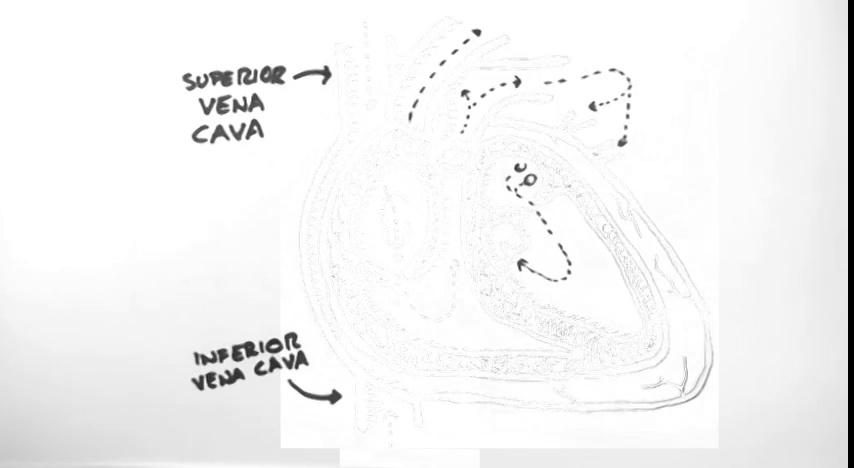 SUPERIOR
VENA
CAVA
INFERIOR
VENA CAVA